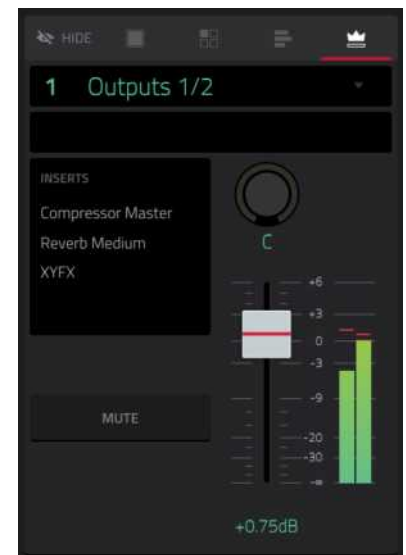 HIDE
1 Outputs 1/2
INSERTS
Compressor Master
Reverb Medium
XYFX
C
+6
+3
0
-3
-9
-20
-30
-∞
MUTE
+0.75dB